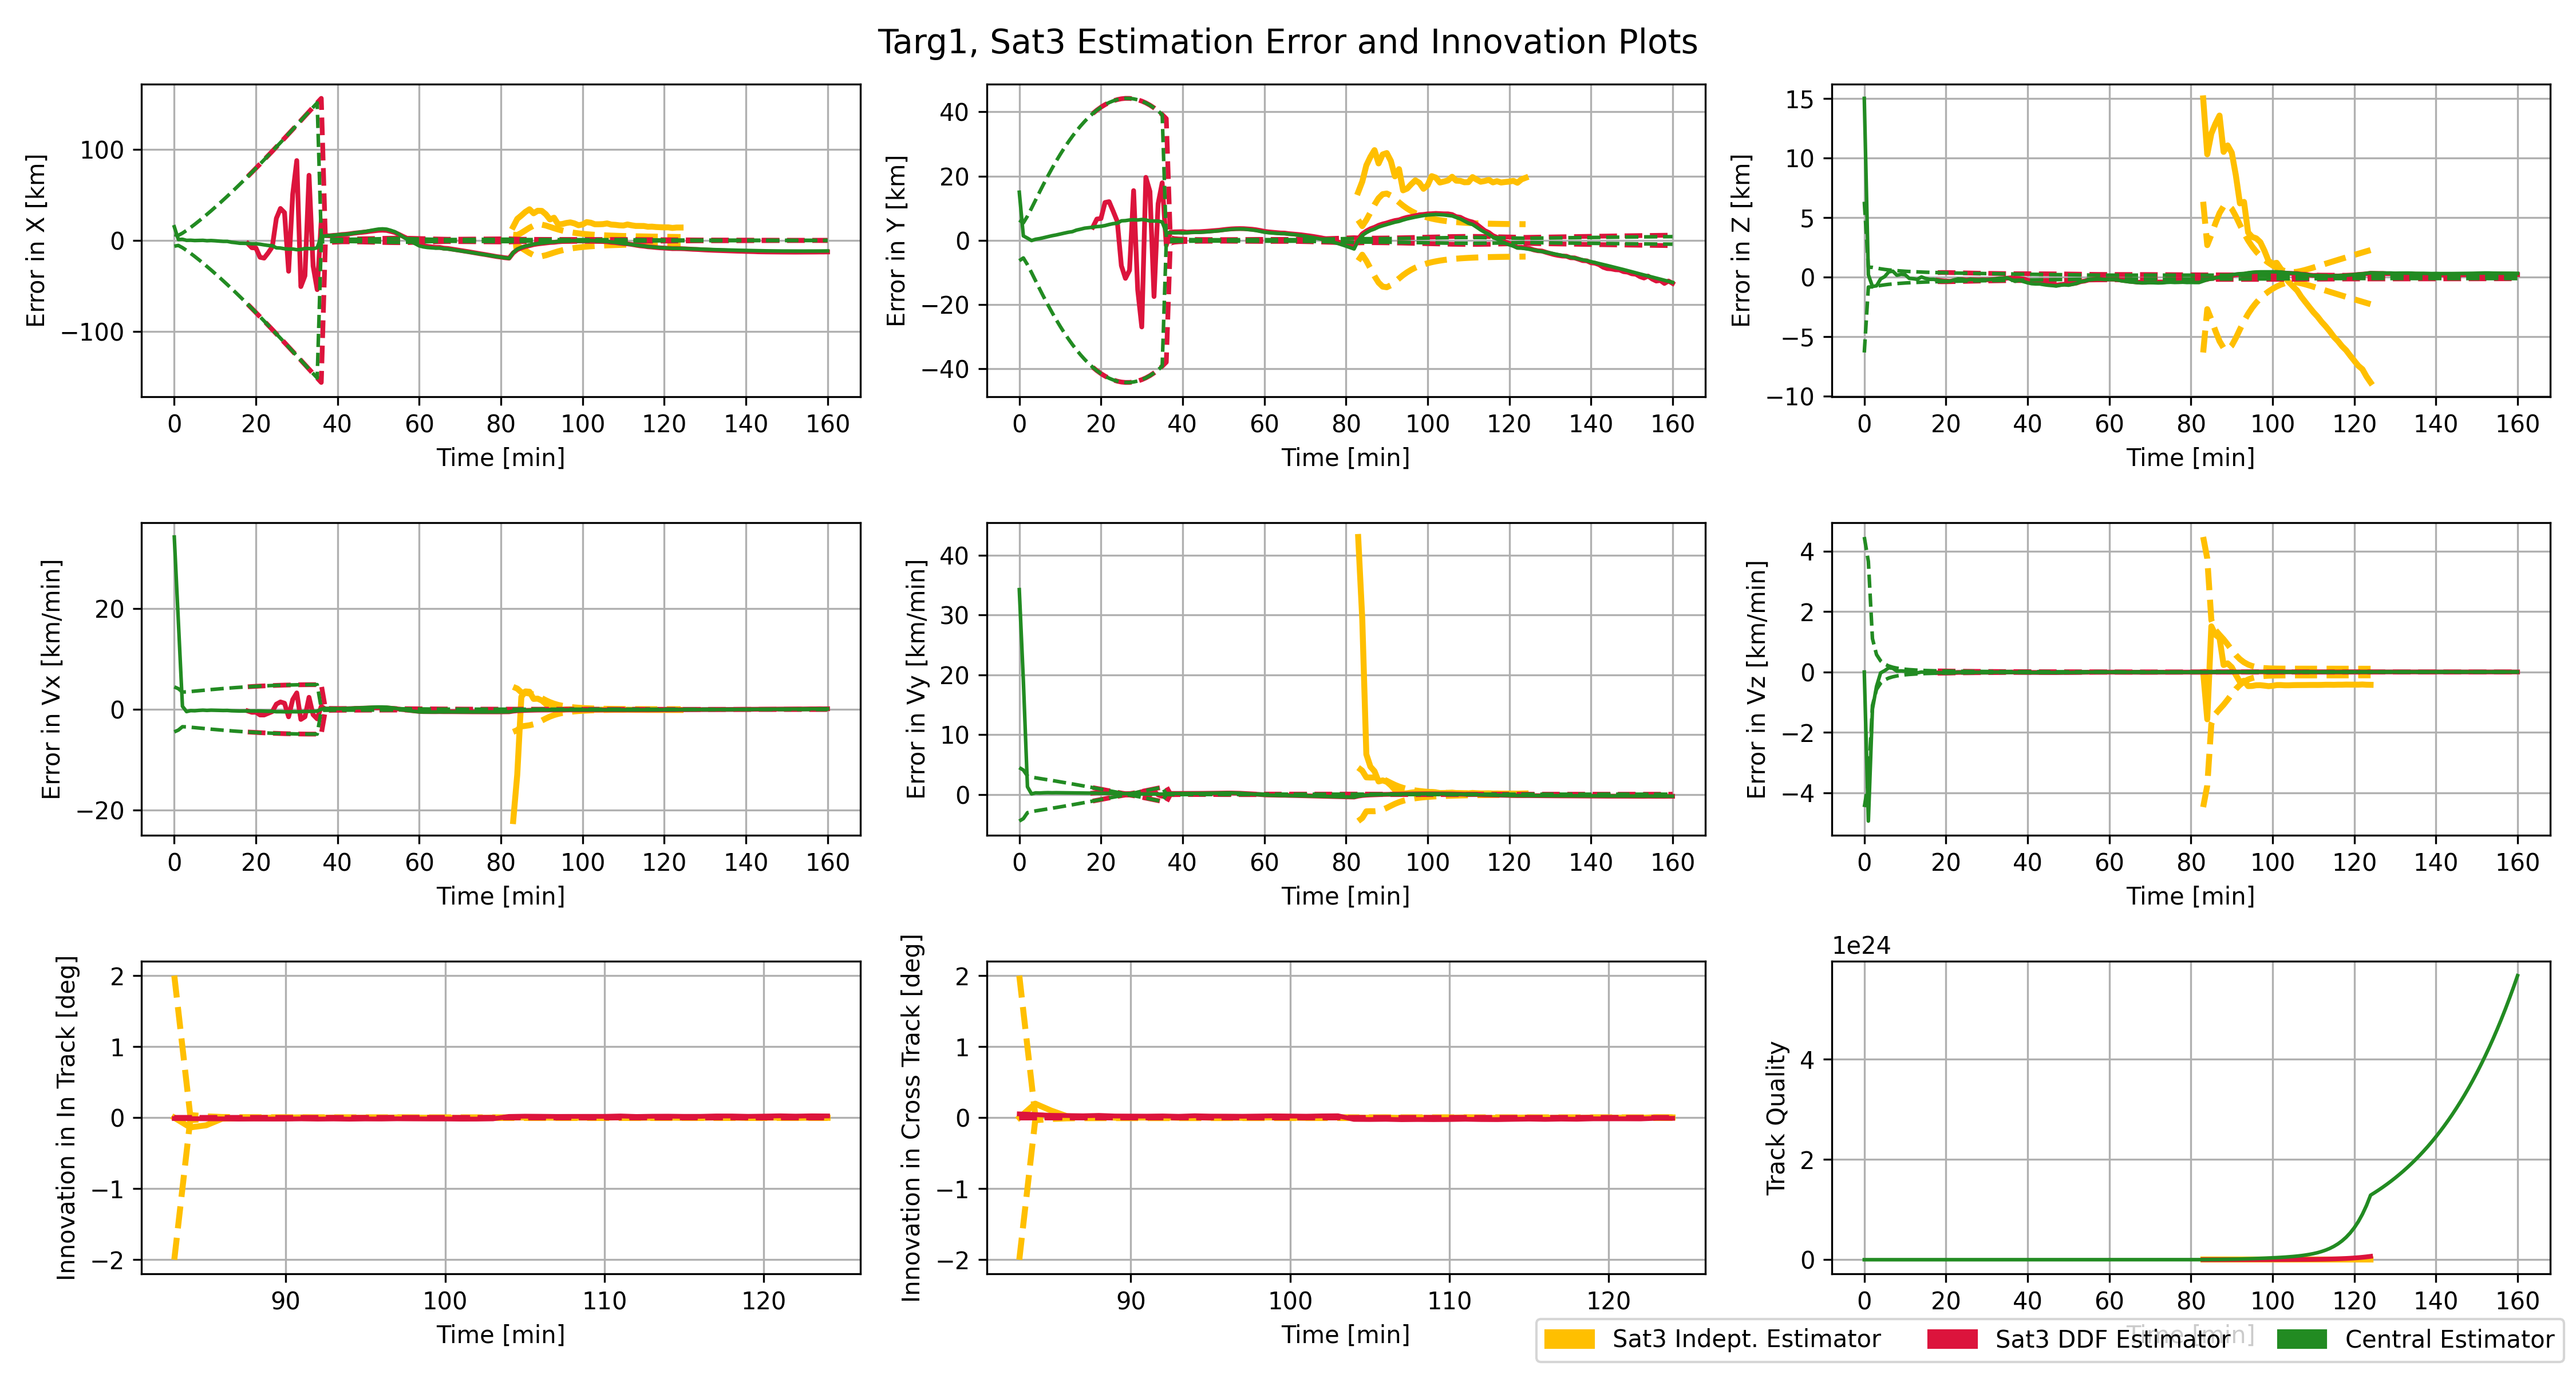 Targ1, Sat3 Estimation Error and Innovation Plots
Error in X [km]
100
0
−100
0 20 40 60 80 100 120 140 160
Time [min]
Error in Y [km]
40
20
0
−20
−40
0 20 40 60 80 100 120 140 160
Time [min]
Error in Z [km]
15
10
5
0
−5
−10
0 20 40 60 80 100 120 140 160
Time [min]
Error in Vx [km/min]
20
0
−20
0 20 40 60 80 100 120 140 160
Time [min]
Error in Vy [km/min]
40
30
20
10
0
0 20 40 60 80 100 120 140 160
Time [min]
Error in Vz [km/min]
4
2
0
−2
−4
0 20 40 60 80 100 120 140 160
Time [min]
Innovation in In Track [deg]
2
1
0
−1
−2
90 100 110 120
Time [min]
Innovation in Cross Track [deg]
2
1
0
−1
−2
90 100 110 120
Time [min]
1e24
Track Quality
4
2
0
0 20 40 60 80 100 120 140 160
Time [min]
Sat3 Indept. Estimator
Sat3 DDF Estimator
Central Estimator